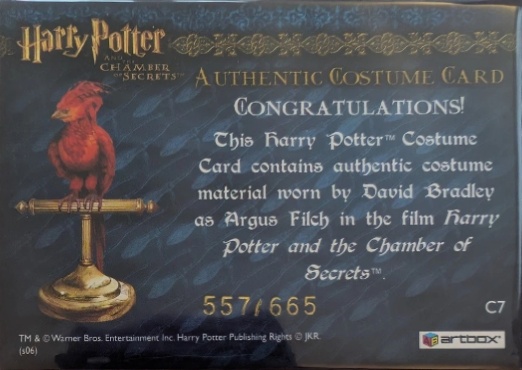 Harry Potter
AND THE
CHAMBER
OF SECRETS™
AUTHENTIC COSTUME CARD
CONGRATULATIONS!
This Harry Potter™ Costume
Card contains authentic costume
material worn by David Bradley
as Argus Filch in the film Harry
Potter and the Chamber of
Secrets™.
557/665
C7
TM & © Warner Bros. Entertainment Inc. Harry Potter Publishing Rights © JKR.
(s06)
artbox